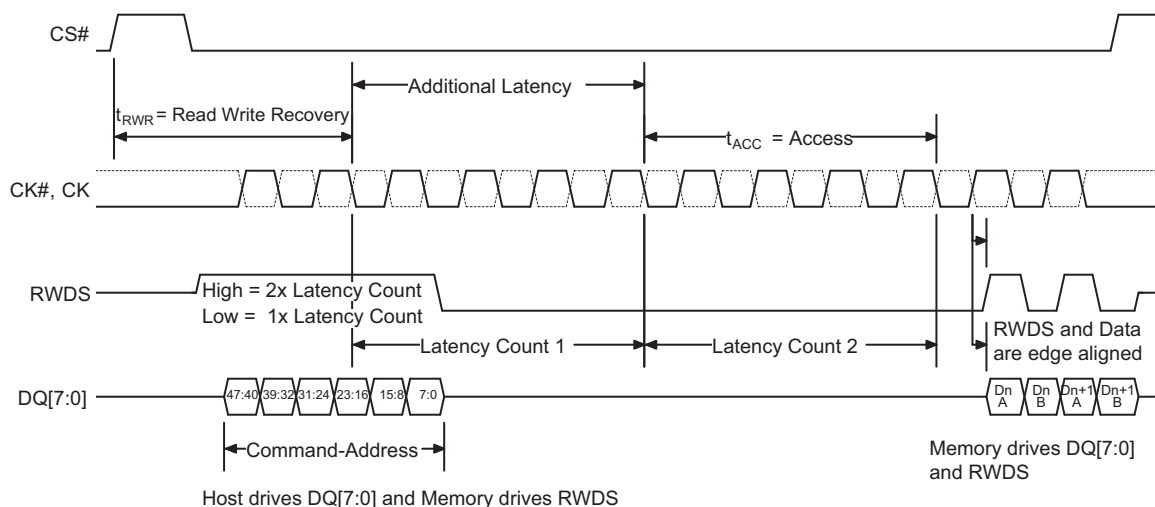 CS#
Additional Latency
tRWR = Read Write Recovery
tACC = Access
CK#, CK
RWDS
High = 2x Latency Count
Low = 1x Latency Count
Latency Count 1
Latency Count 2
RWDS and Data
are edge aligned
DQ[7:0]
47:40 39:32 31:24 23:16 15:8 7:0
Dn A
Dn B
Dn+1 A
Dn+1 B
Command-Address
Memory drives DQ[7:0]
and RWDS
Host drives DQ[7:0] and Memory drives RWDS